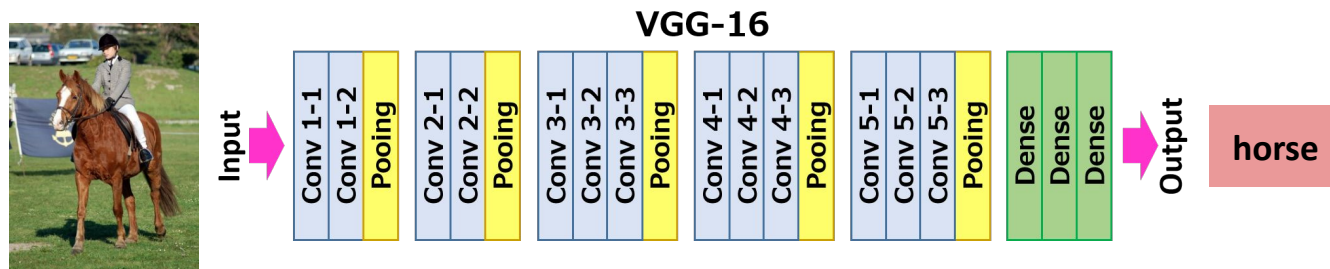 VGG-16
Input
Conv 1-1
Conv 1-2
Pooing
Conv 2-1
Conv 2-2
Pooing
Conv 3-1
Conv 3-2
Conv 3-3
Pooing
Conv 4-1
Conv 4-2
Conv 4-3
Pooing
Conv 5-1
Conv 5-2
Conv 5-3
Pooing
Dense
Dense
Dense
Output
horse